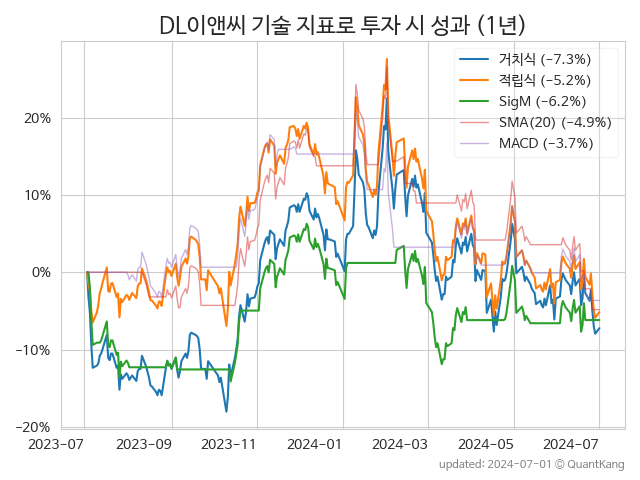 DL이앤씨 기술 지표로 투자 시 성과 (1년)
거치식 (−7.3%)
적립식 (−5.2%)
SigM (−6.2%)
SMA(20) (−4.9%)
MACD (−3.7%)
20%
10%
0%
−10%
−20%
2023-07 2023-09 2023-11 2024-01 2024-03 2024-05 2024-07
updated: 2024-07-01 © QuantKang